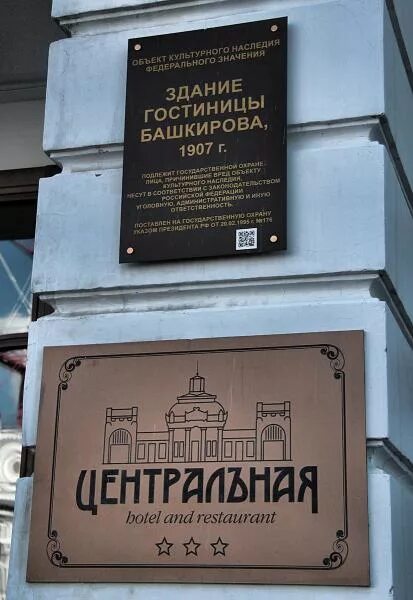 ОБЪЕКТ КУЛЬТУРНОГО НАСЛЕДИЯ
ФЕДЕРАЛЬНОГО ЗНАЧЕНИЯ
ЗДАНИЕ
ГОСТИНИЦЫ
БАШКИРОВА,
1907 г.
ПОДЛЕЖИТ ГОСУДАРСТВЕННОЙ ОХРАНЕ.
ЛИЦА, ПРИЧИНИВШИЕ ВРЕД ОБЪЕКТУ
КУЛЬТУРНОГО НАСЛЕДИЯ,
НЕСУТ В СООТВЕТСТВИИ С ЗАКОНОДАТЕЛЬСТВОМ
РОССИЙСКОЙ ФЕДЕРАЦИИ
УГОЛОВНУЮ, АДМИНИСТРАТИВНУЮ И ИНУЮ
ОТВЕТСТВЕННОСТЬ.
ПОСТАВЛЕН НА ГОСУДАРСТВЕННУЮ ОХРАНУ
УКАЗОМ ПРЕЗИДЕНТА РФ ОТ 20.02.1995 г. №176
ЦЕНТРАЛЬНАЯ
hotel and restaurant